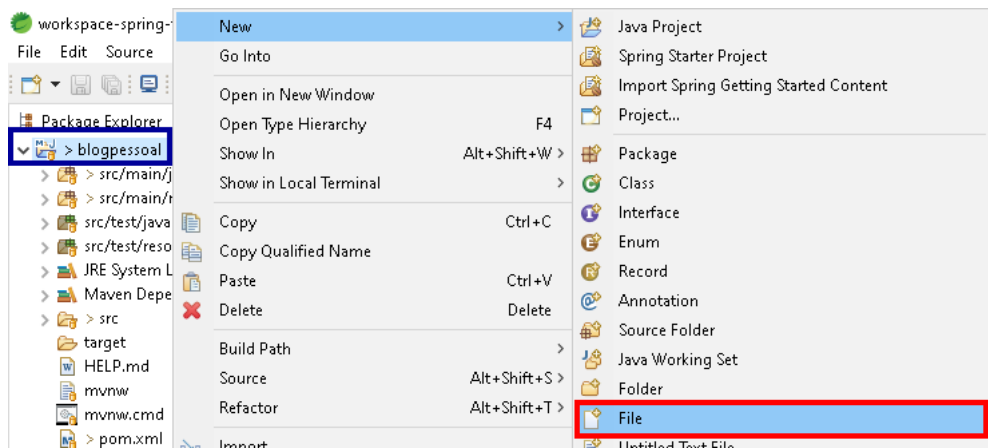 workspace-spring-
File Edit Source
Package Explorer
> blogpessoal
> src/main/j
> src/main/r
src/test/java
src/test/reso
JRE System L
Maven Depe
> src
target
HELP.md
mvnw
mvnw.cmd
> pom.xml
New
Go Into
Open in New Window
Open Type Hierarchy F4
Show In Alt+Shift+W >
Show in Local Terminal
Copy Ctrl+C
Copy Qualified Name
Paste Ctrl+V
Delete Delete
Build Path
Source Alt+Shift+S >
Refactor Alt+Shift+T >
Import
Java Project
Spring Starter Project
Import Spring Getting Started Content
Project...
Package
Class
Interface
Enum
Record
Annotation
Source Folder
Java Working Set
Folder
File
Untitled Text File